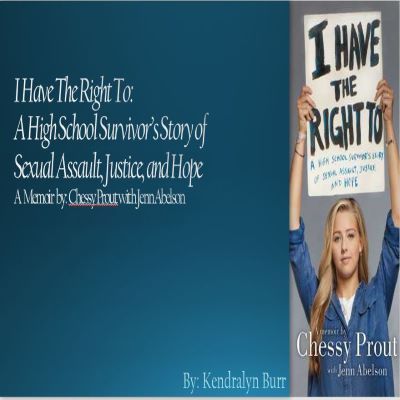 I Have The Right To:
A High School Survivor's Story of
Sexual Assault, Justice, and Hope
A Memoir by: Chessy Prout with Jenn Abelson
By: Kendralyn Burr
I HAVE
THE
RIGHT TO
A HIGH SCHOOL SURVIVOR'S STORY
OF SEXUAL ASSAULT, JUSTICE,
AND HOPE
a memoir by
Chessy Prout
with Jenn Abelson